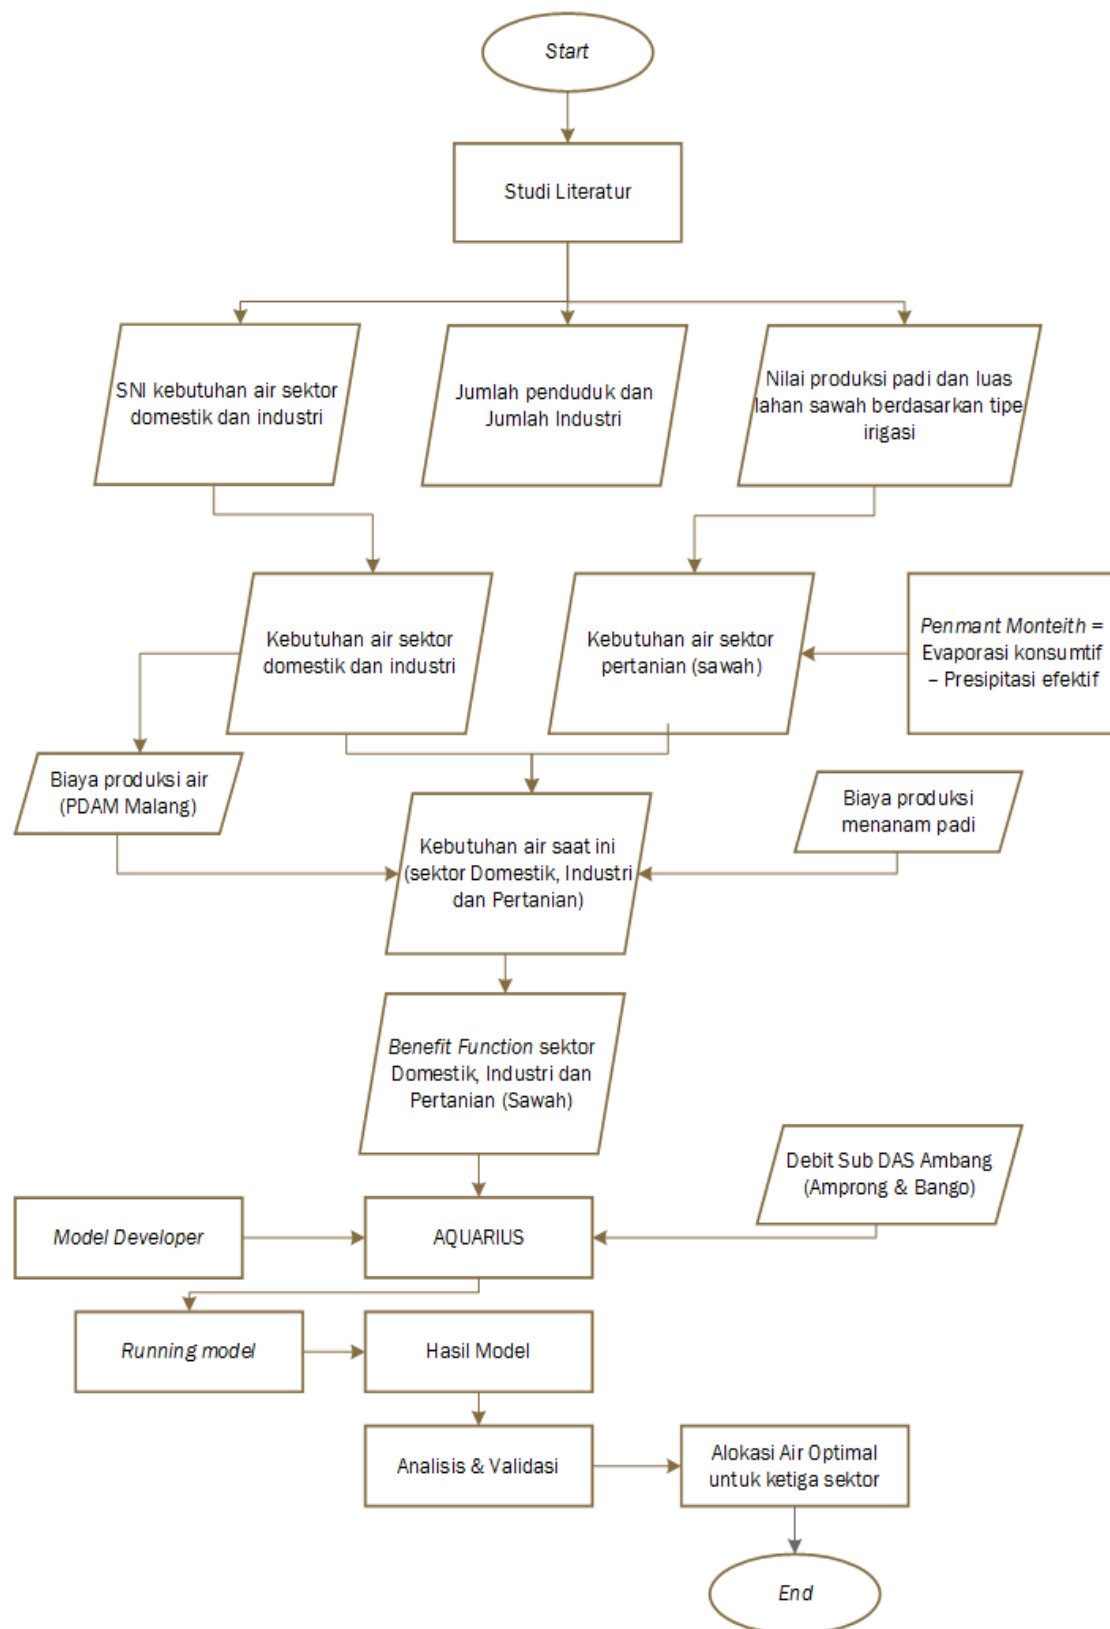 Start
Studi Literatur
SNI kebutuhan air sektor
domestik dan industri
Jumlah penduduk dan
Jumlah Industri
Nilai produksi padi dan luas
lahan sawah berdasarkan tipe
irigasi
Kebutuhan air sektor
domestik dan industri
Kebutuhan air sektor
pertanian (sawah)
Penmant Monteith =
Evaporasi konsumtif
– Presipitasi efektif
Biaya produksi air
(PDAM Malang)
Biaya produksi
menanam padi
Kebutuhan air saat ini
(sektor Domestik, Industri
dan Pertanian)
Benefit Function sektor
Domestik, Industri dan
Pertanian (Sawah)
Debit Sub DAS Ambang
(Amprong & Bango)
Model Developer
AQUARIUS
Running model
Hasil Model
Analisis & Validasi
Alokasi Air Optimal
untuk ketiga sektor
End